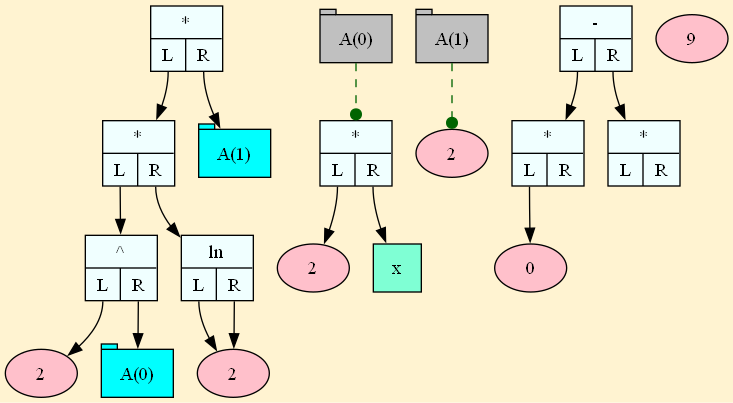 * A(0) A(1) - 9
L R L R
* A(1) * 2 * *
L R L R L R L R
^ ln 2 x 0
L R L R
2 A(0) 2